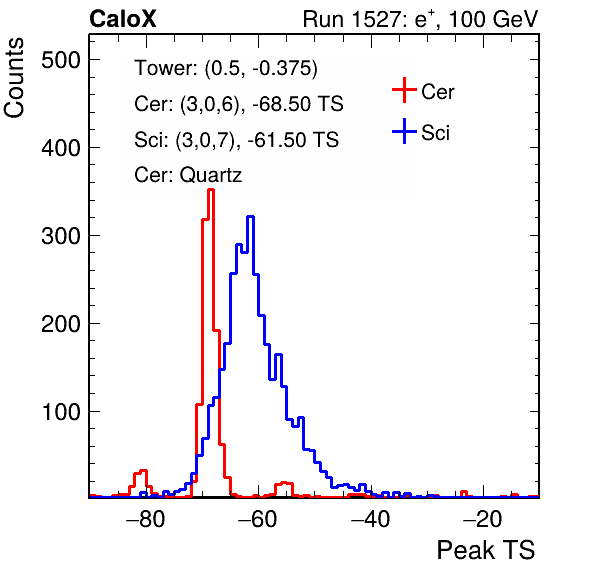 CaloX Run 1527: e⁺, 100 GeV
Counts
500
400
300
200
100
Tower: (0.5, -0.375)
Cer: (3,0,6), -68.50 TS
Sci: (3,0,7), -61.50 TS
Cer: Quartz
Cer
Sci
−80 −60 −40 −20
Peak TS